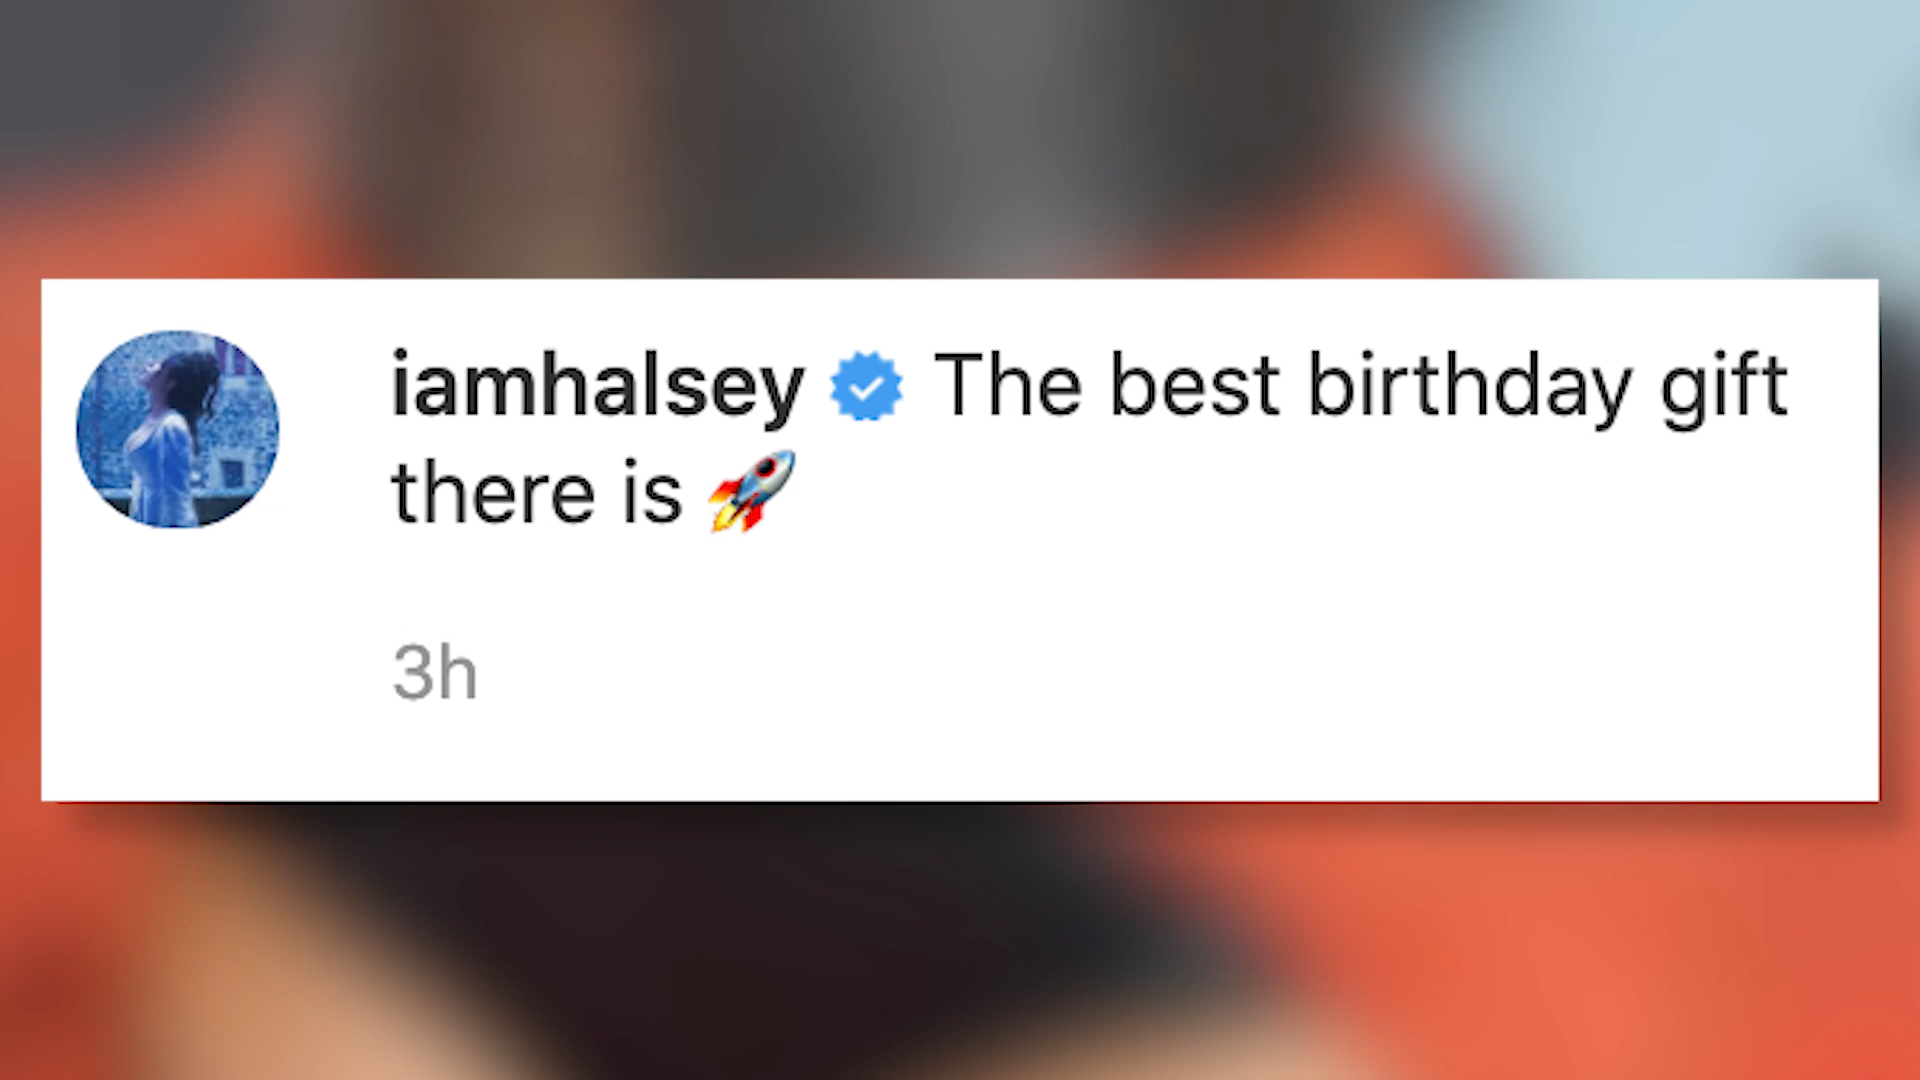 iamhalsey The best birthday gift
there is 🚀
3h